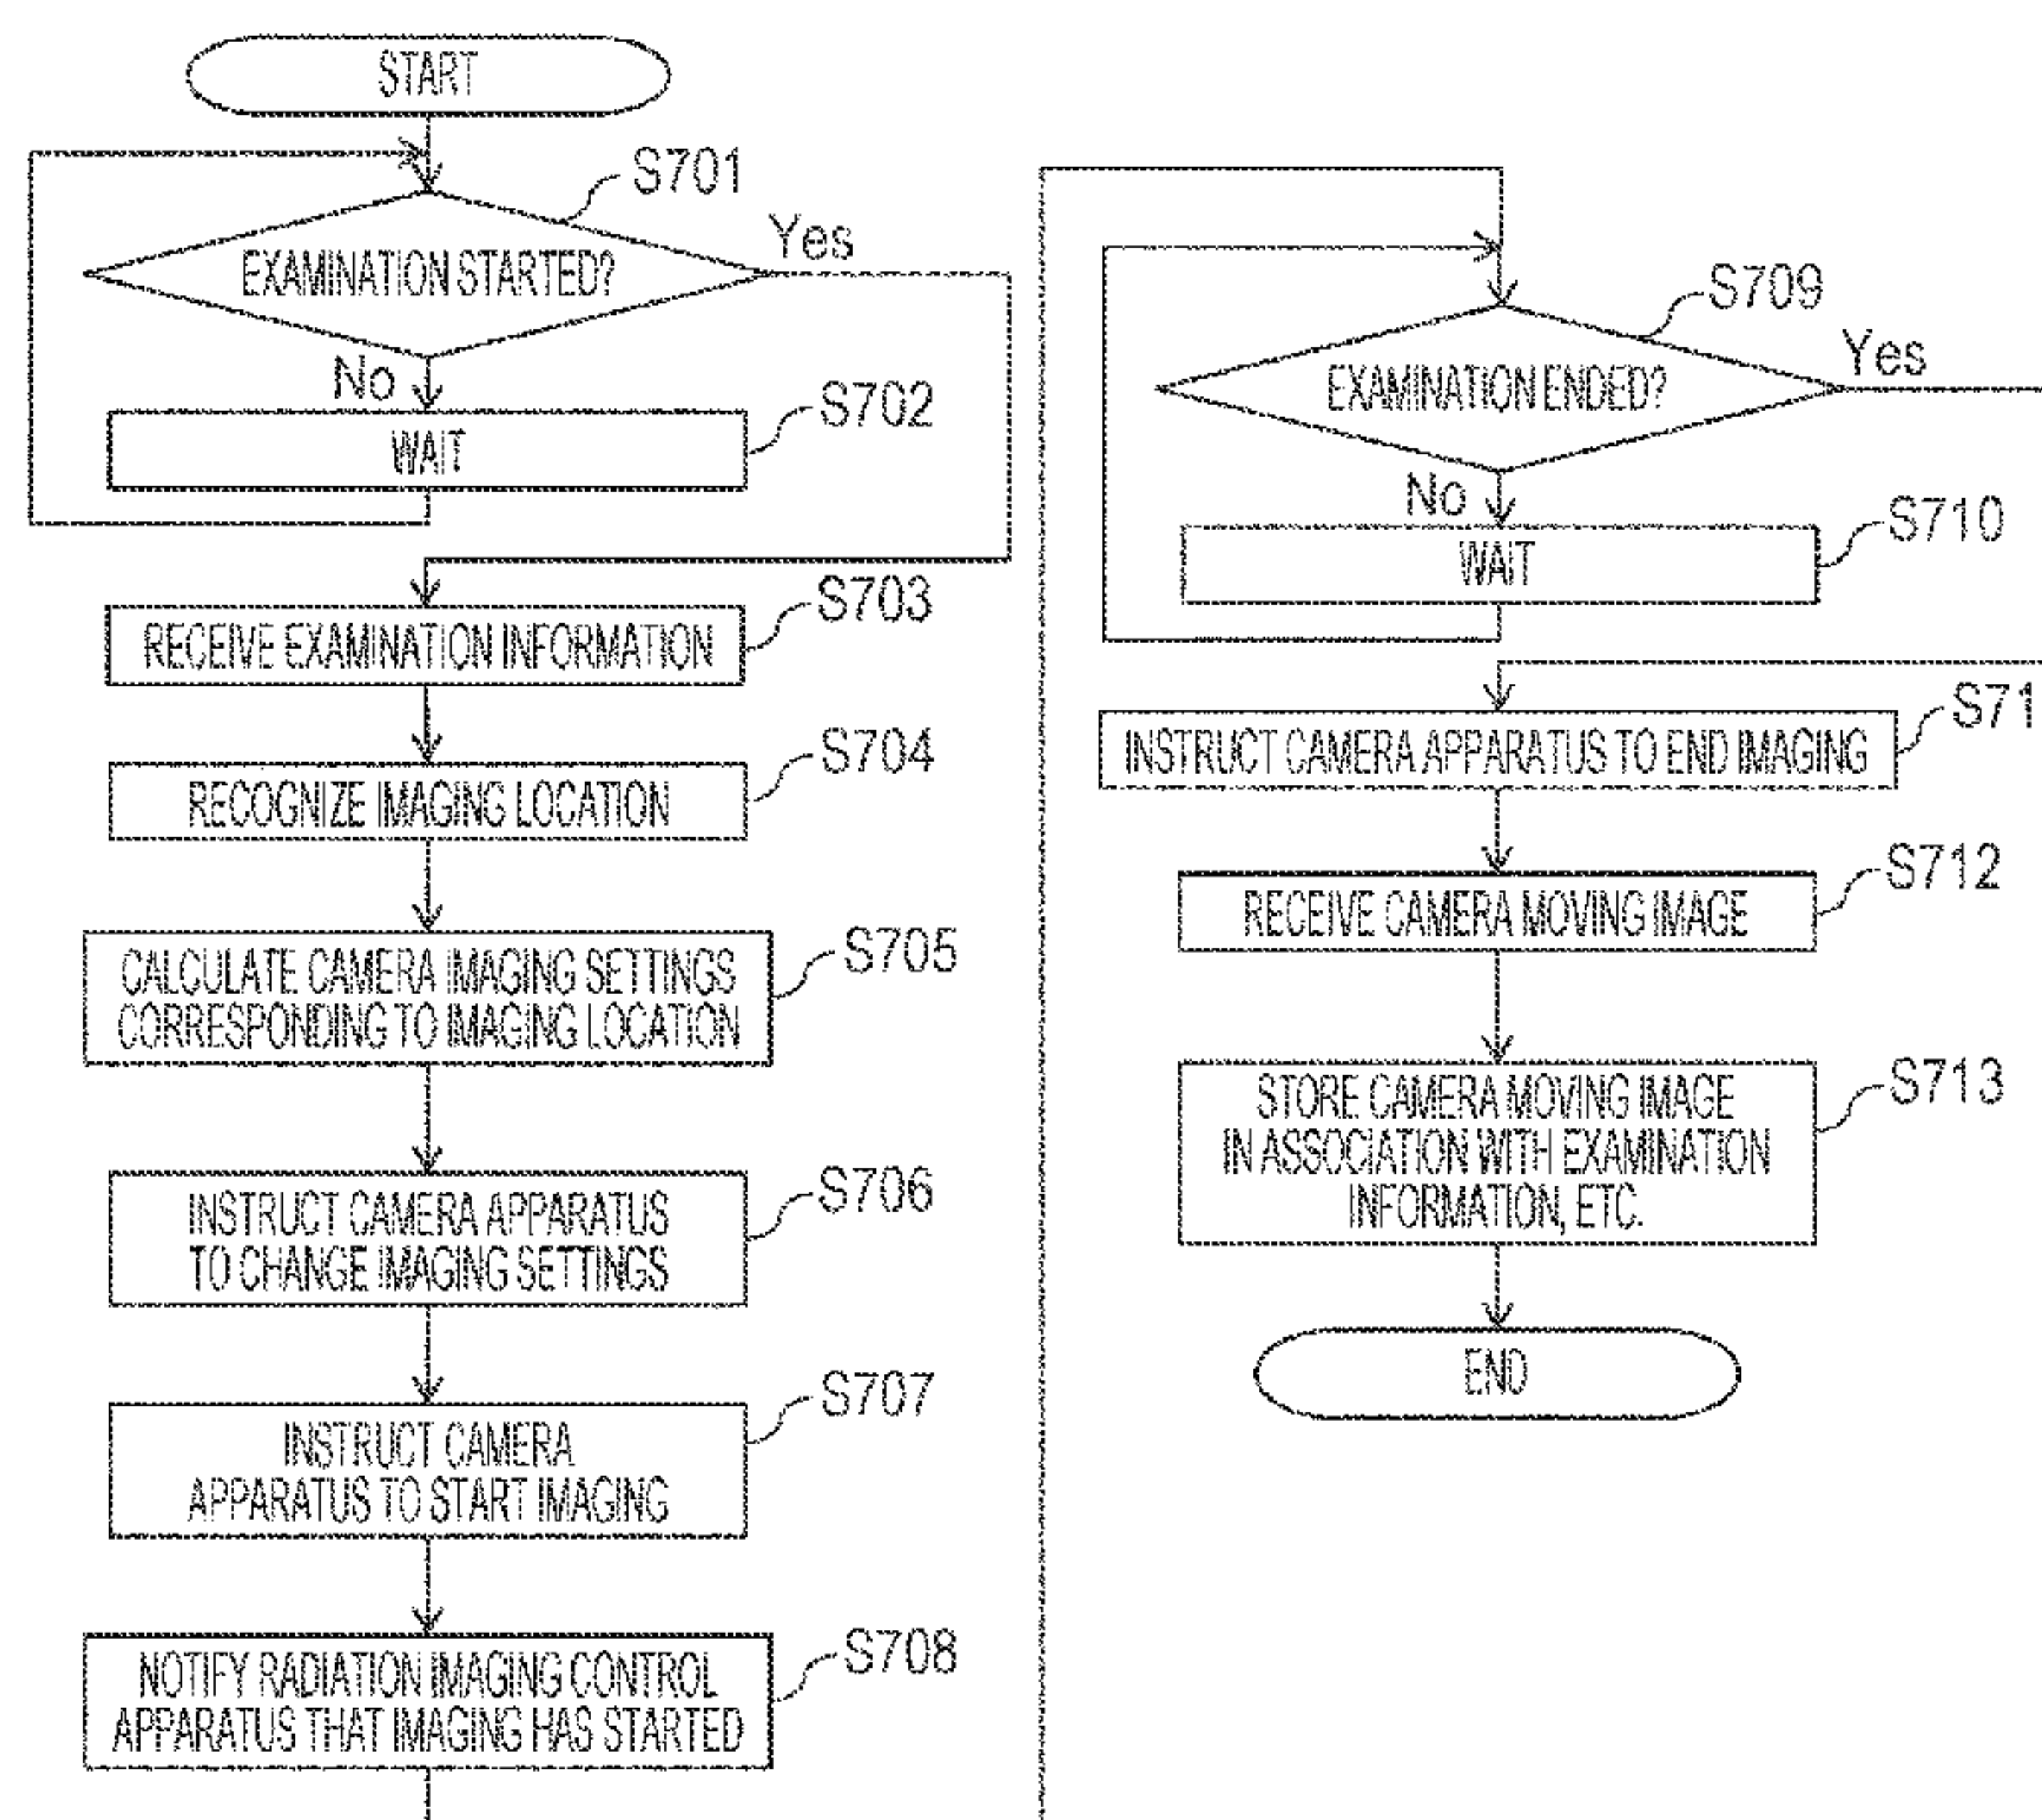 START
S701
Yes
EXAMINATION STARTED?
No
S702
WAIT
S703
RECEIVE EXAMINATION INFORMATION
S704
RECOGNIZE IMAGING LOCATION
S705
CALCULATE CAMERA IMAGING SETTINGS
CORRESPONDING TO IMAGING LOCATION
S706
INSTRUCT CAMERA APPARATUS
TO CHANGE IMAGING SETTINGS
S707
INSTRUCT CAMERA
APPARATUS TO START IMAGING
S708
NOTIFY RADIATION IMAGING CONTROL
APPARATUS THAT IMAGING HAS STARTED
S709
Yes
EXAMINATION ENDED?
No
S710
WAIT
S71
INSTRUCT CAMERA APPARATUS TO END IMAGING
S712
RECEIVE CAMERA MOVING IMAGE
S713
STORE CAMERA MOVING IMAGE
IN ASSOCIATION WITH EXAMINATION
INFORMATION, ETC.
END